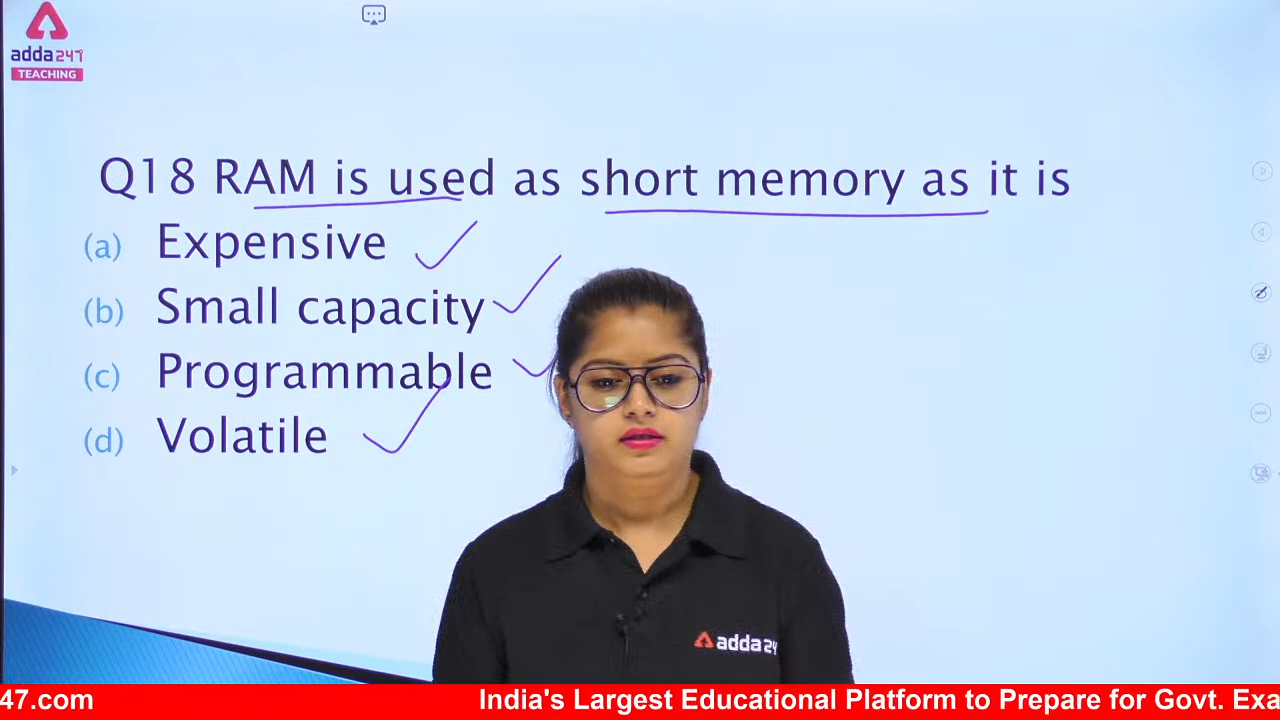 adda247
TEACHING
Q18 RAM is used as short memory as it is
(a) Expensive
(b) Small capacity
(c) Programmable
(d) Volatile
adda247
47.com
India's Largest Educational Platform to Prepare for Govt. Exa